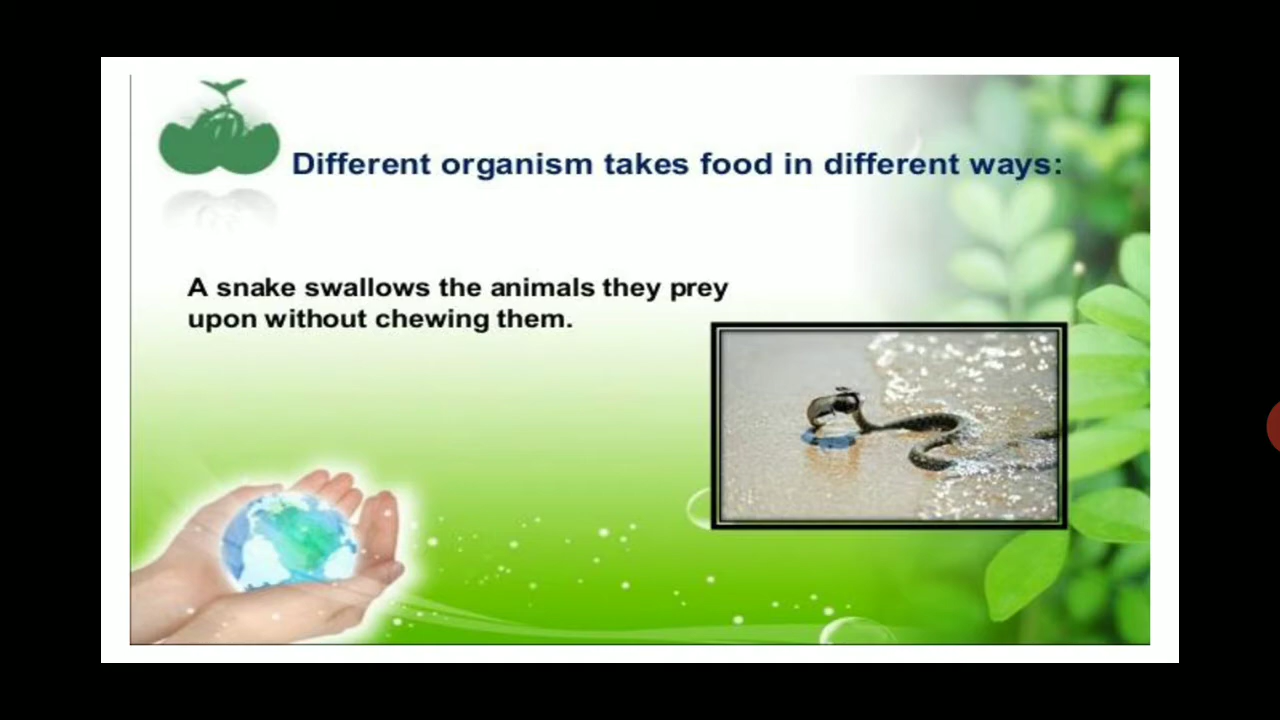 Different organism takes food in different ways:
A snake swallows the animals they prey
upon without chewing them.